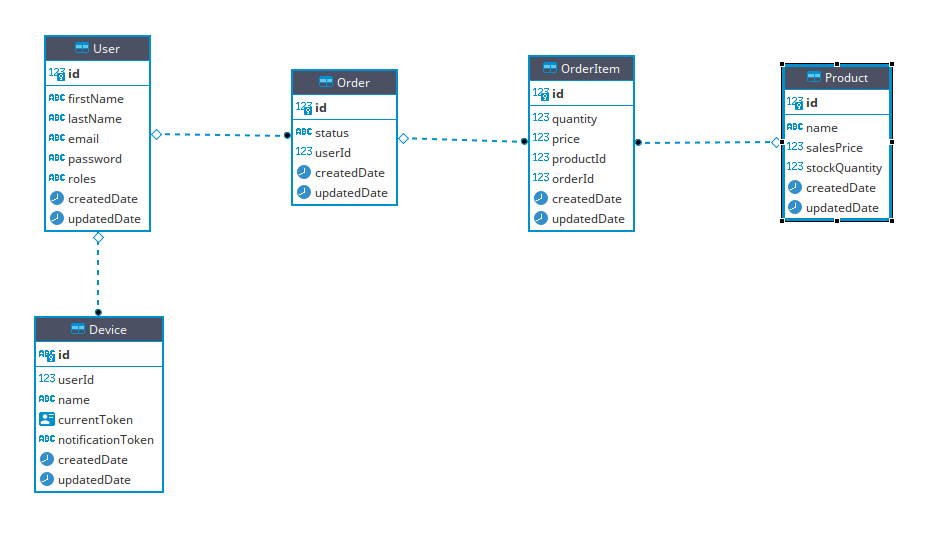 User
123 id
ABC firstName
ABC lastName
ABC email
ABC password
ABC roles
createdDate
updatedDate
Order
123 id
ABC status
123 userId
createdDate
updatedDate
OrderItem
123 id
123 quantity
123 price
123 productId
123 orderId
createdDate
updatedDate
Product
123 id
ABC name
123 salesPrice
123 stockQuantity
createdDate
updatedDate
Device
ABC id
123 userId
ABC name
currentToken
ABC notificationToken
createdDate
updatedDate